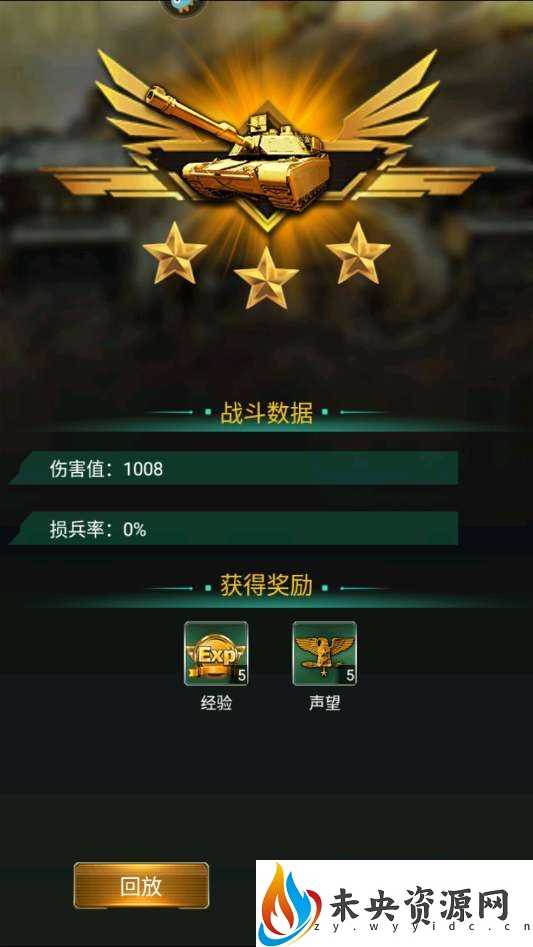 战斗数据
伤害值：1008
损兵率：0%
获得奖励
Exp
5
5
经验
声望
回放
未央资源网
zy.wyyidc.cn